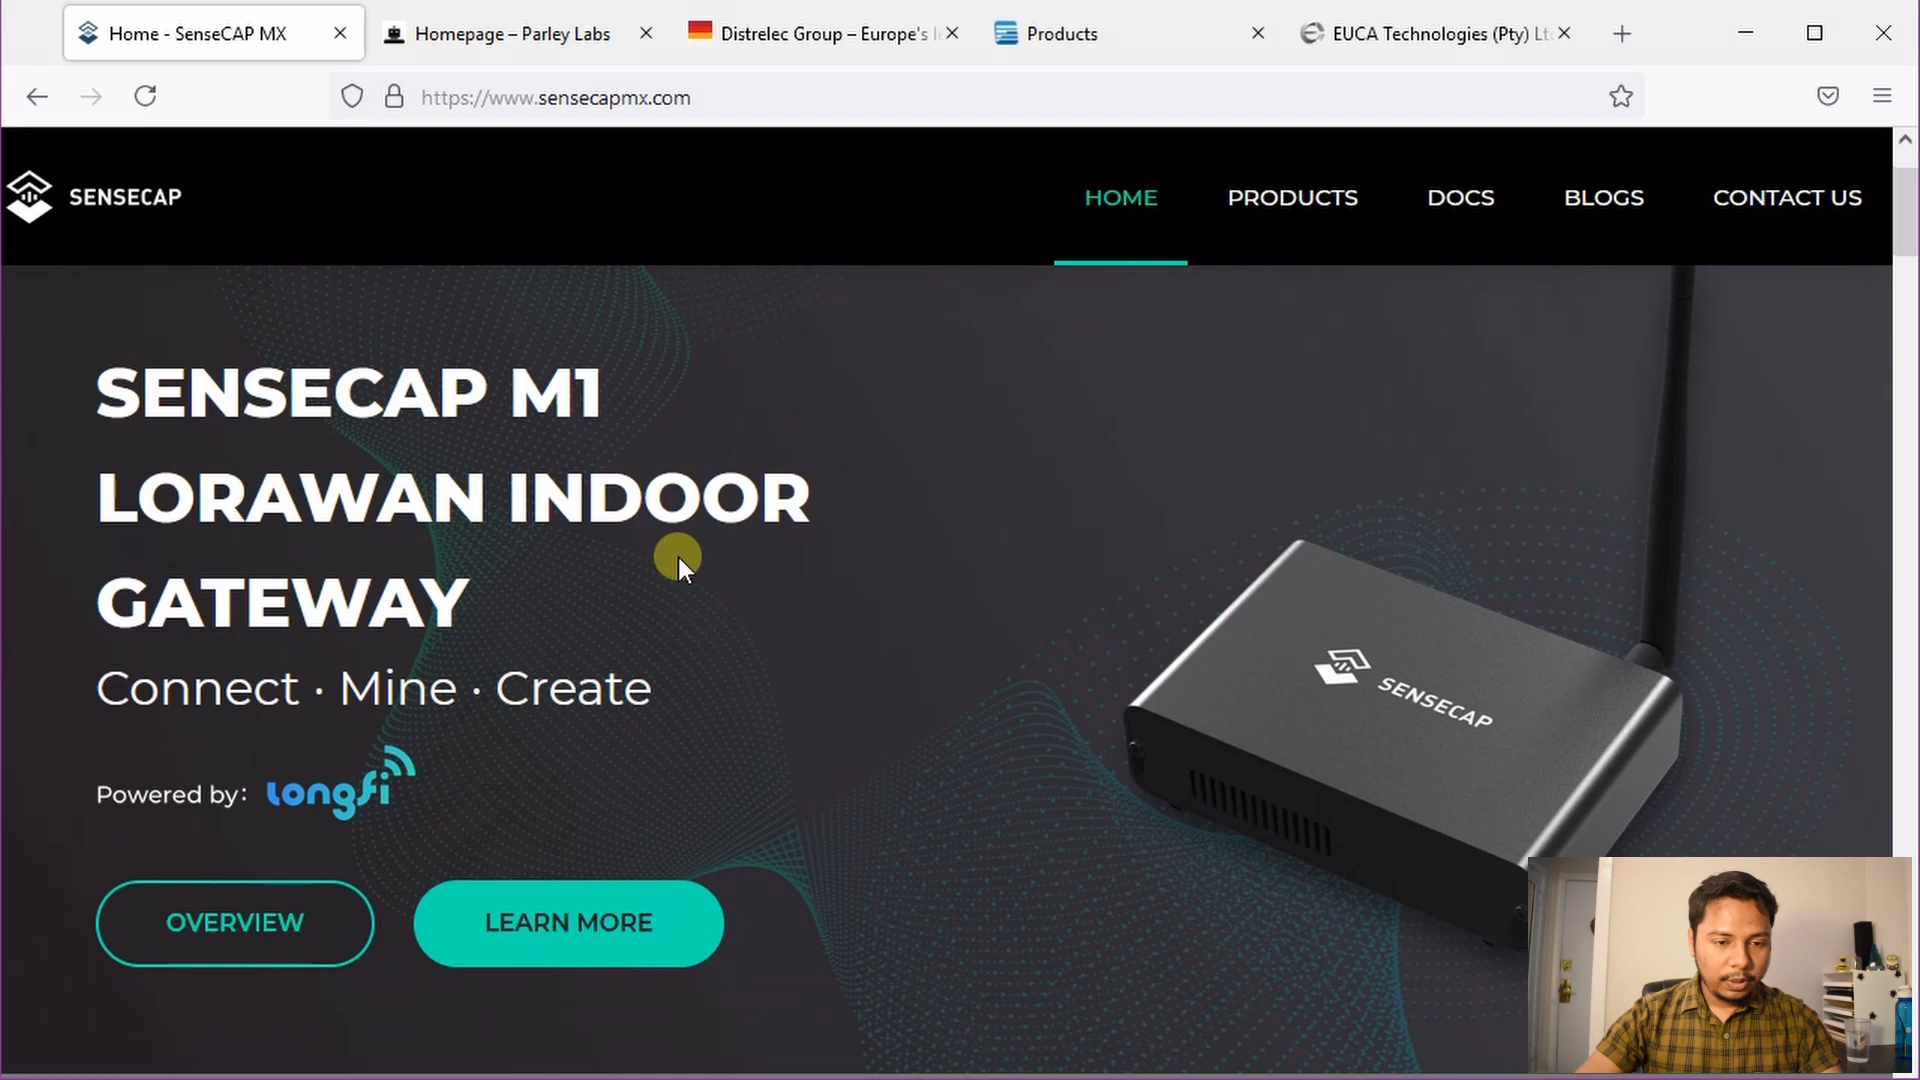 Home - SenseCAP MX
Homepage – Parley Labs
Distrelec Group – Europe's l
Products
EUCA Technologies (Pty) Lt
https://www.sensecapmx.com
SENSECAP
HOME
PRODUCTS
DOCS
BLOGS
CONTACT US
SENSECAP M1
LORAWAN INDOOR
GATEWAY
Connect · Mine · Create
Powered by:
longfi
OVERVIEW
LEARN MORE
SENSECAP